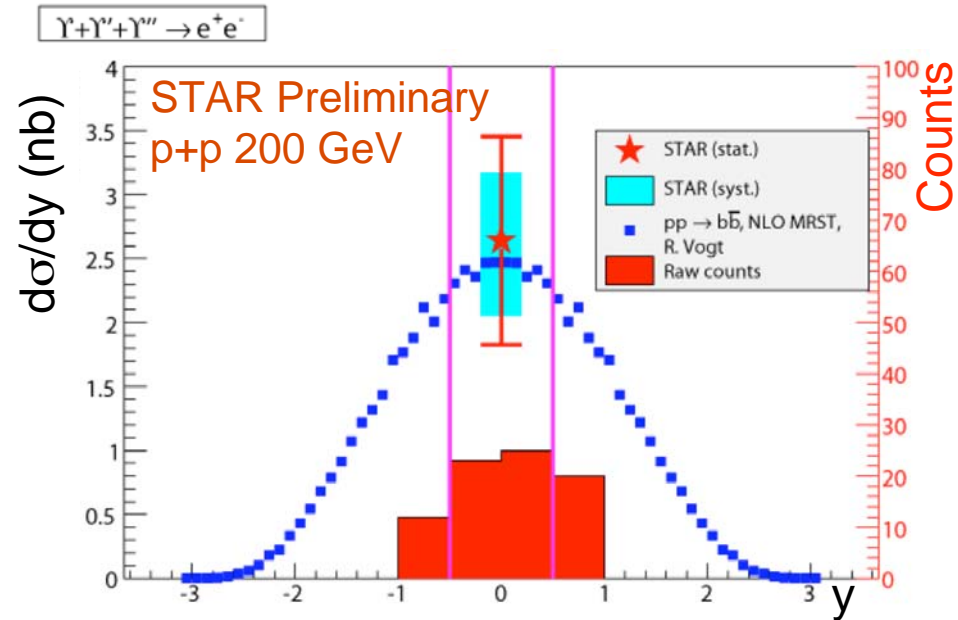 ϒ+ϒ′+ϒ″′ → e⁺e⁻
STAR Preliminary
p+p 200 GeV
dσ/dy (nb)
4
3.5
3
2.5
2
1.5
1
0.5
0
-3
-2
-1
0
1
2
3
y
STAR (stat.)
STAR (syst.)
pp → bb̅, NLO MRST,
R. Vogt
Raw counts
100
90
80
70
60
50
40
30
20
10
0
Counts